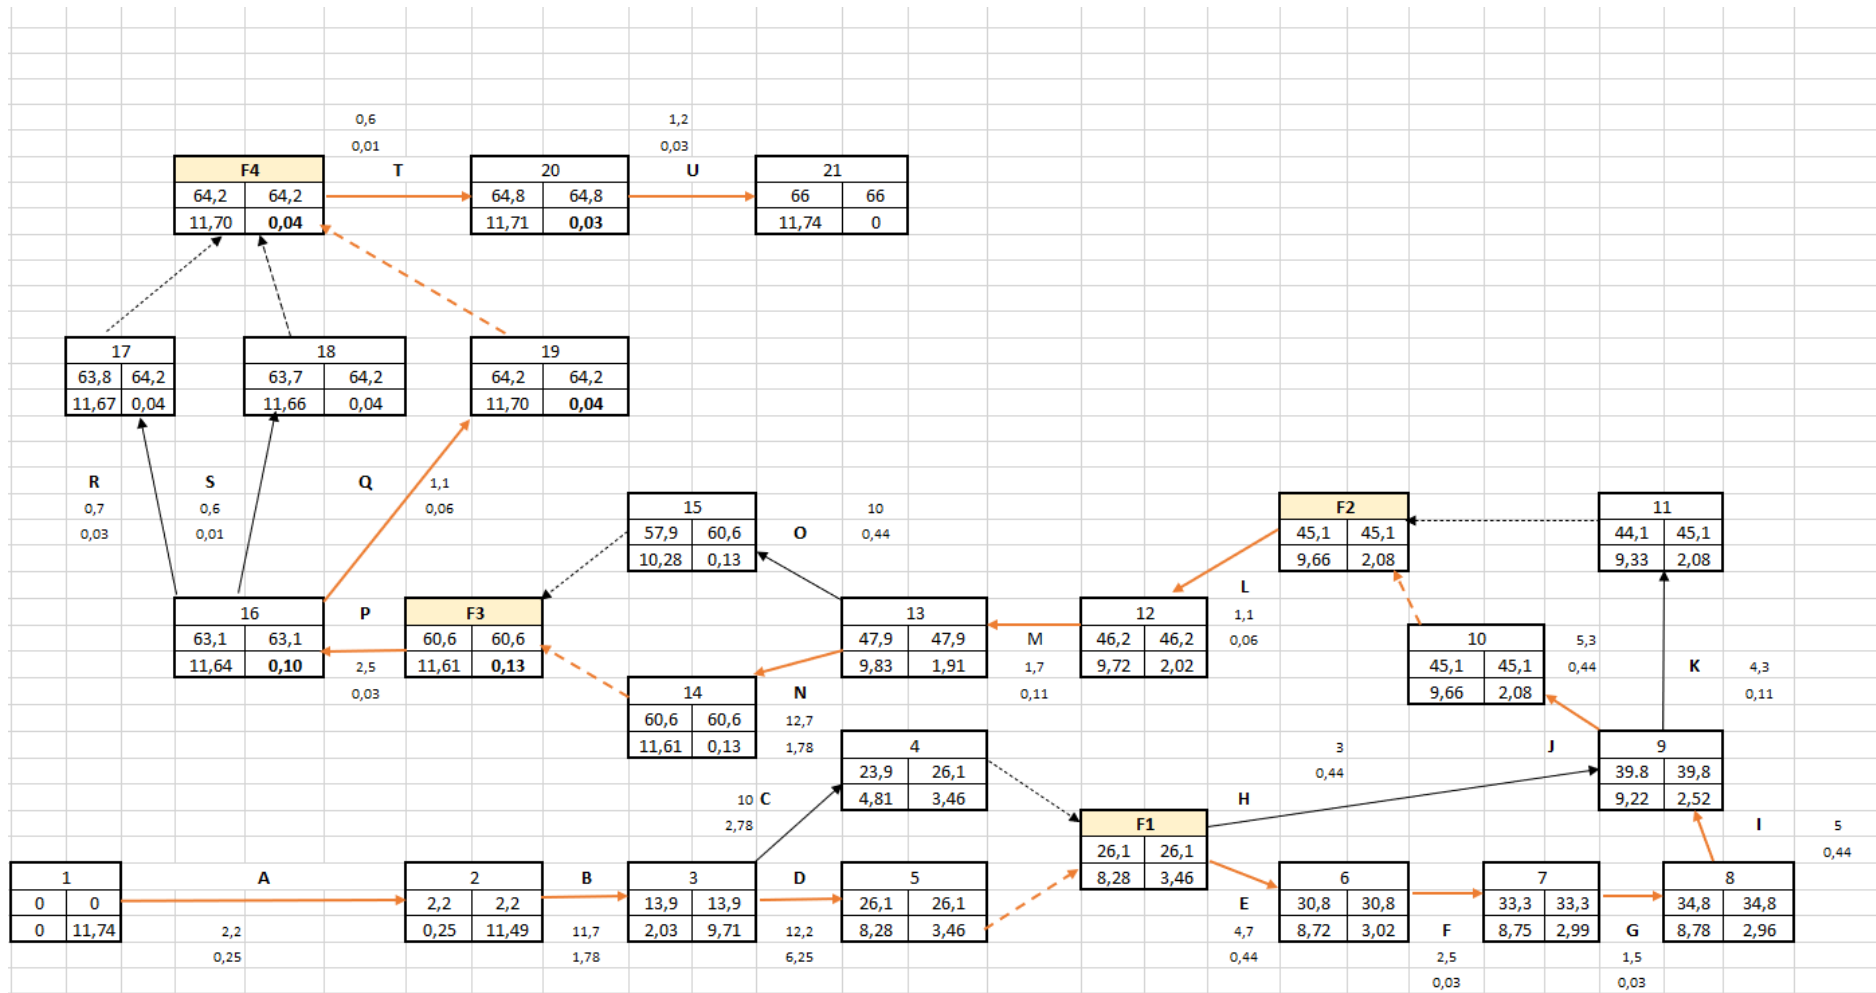 0,6 1,2
0,01 0,03
F4 T 20 U 21
64,2 64,2 64,8 64,8 66 66
11,70 0,04 11,71 0,03 11,74 0
17 18 19
63,8 64,2 63,7 64,2 64,2 64,2
11,67 0,04 11,66 0,04 11,70 0,04
R S Q 1,1
0,7 0,6 0,06
0,03 0,01
15 10 F2 11
57,9 60,6 O 0,44 45,1 45,1 44,1 45,1
10,28 0,13 9,66 2,08 9,33 2,08
L
16 P F3 13 12 1,1
63,1 63,1 60,6 60,6 47,9 47,9 M 46,2 46,2 0,06 10 5,3
11,64 0,10 2,5 11,61 0,13 9,83 1,91 1,7 9,72 2,02 45,1 45,1 0,44 K 4,3
0,03 14 N 0,11 9,66 2,08 0,11
60,6 60,6 12,7
11,61 0,13 1,78 4 3 J 9
23,9 26,1 0,44 39.8 39,8
10 C 4,81 3,46 H 9,22 2,52
2,78 F1 I 5
26,1 26,1 0,44
1 A 2 B 3 D 5 8,28 3,46 6 7 8
0 0 2,2 2,2 13,9 13,9 26,1 26,1 E 30,8 30,8 33,3 33,3 34,8 34,8
0 11,74 2,2 0,25 11,49 11,7 2,03 9,71 12,2 8,28 3,46 4,7 8,72 3,02 F 8,75 2,99 G 8,78 2,96
0,25 1,78 6,25 0,44 2,5 1,5
0,03 0,03